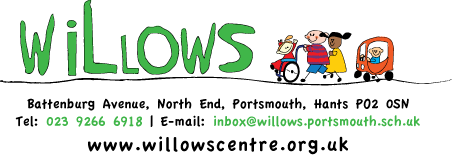 WiLLOWS
Battenburg Avenue, North End, Portsmouth, Hants PO2 0SN
Tel: 023 9266 6918 | E-mail: inbox@willows.portsmouth.sch.uk
www.willowscentre.org.uk